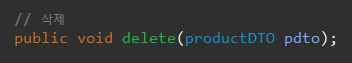 // 삭제
public void delete(productDTO pdto);